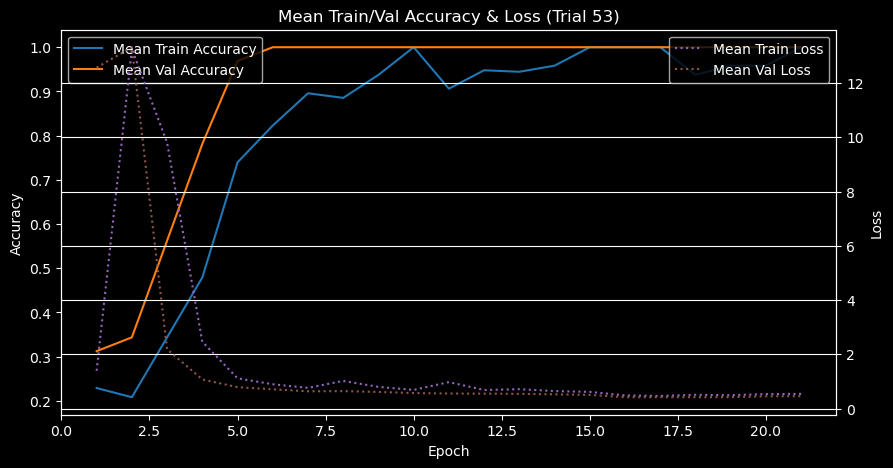 Mean Train/Val Accuracy & Loss (Trial 53)
Mean Train Accuracy
Mean Val Accuracy
Mean Train Loss
Mean Val Loss
Accuracy
1.0
0.9
0.8
0.7
0.6
0.5
0.4
0.3
0.2
12
10
8
6
4
2
0
Loss
0.0 2.5 5.0 7.5 10.0 12.5 15.0 17.5 20.0
Epoch